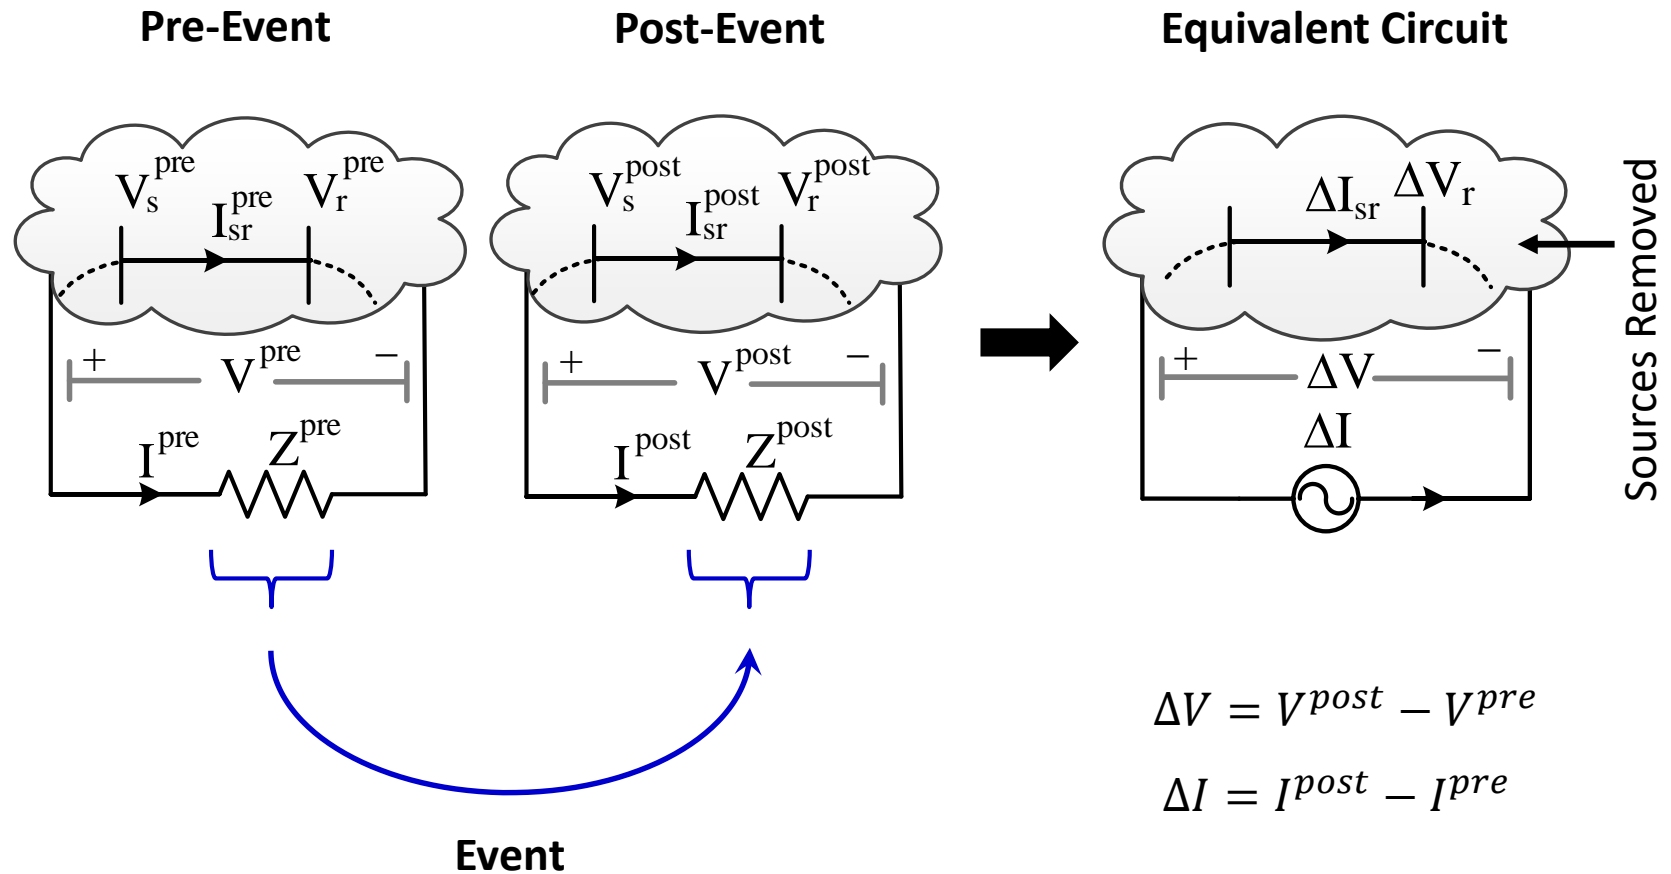 Pre-Event
Post-Event
Equivalent Circuit
V_s^pre
I_sr^pre
V_r^pre
+ V^pre −
I^pre
Z^pre
V_s^post
I_sr^post
V_r^post
+ V^post −
I^post
Z^post
ΔI_sr
ΔV_r
+ ΔV −
ΔI
Sources Removed
Event
ΔV = V^post − V^pre
ΔI = I^post − I^pre